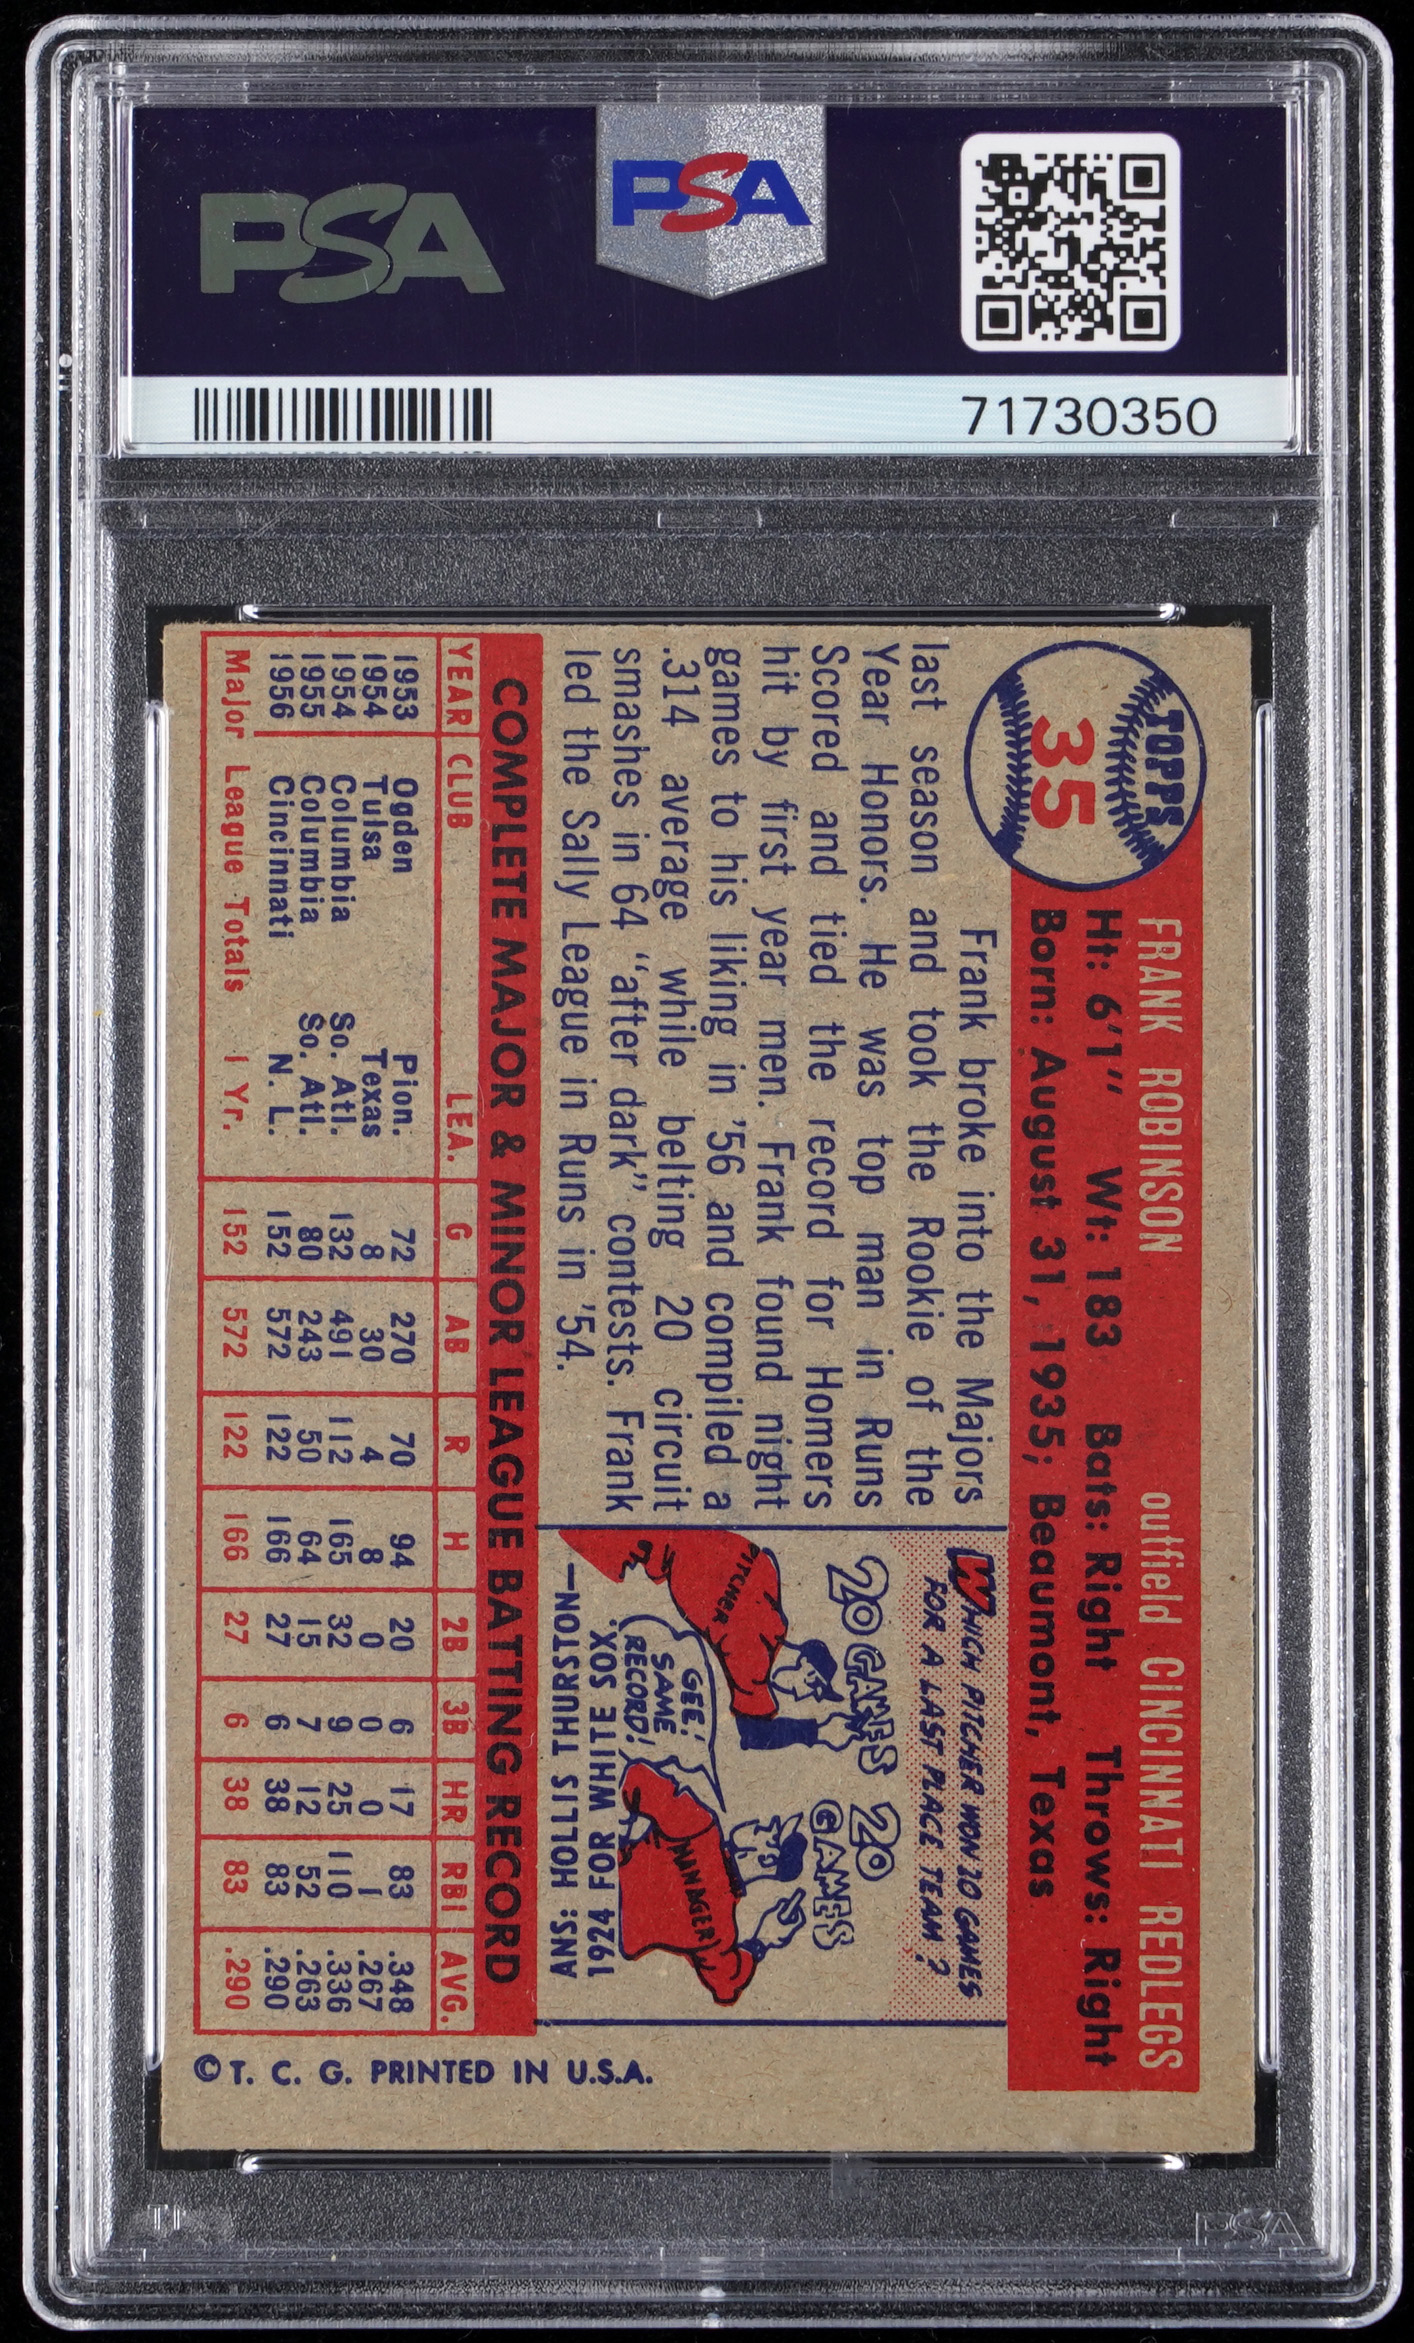 PSA
PSA
71730350
TOPPS
35
FRANK ROBINSON outfield CINCINNATI REDLEGS
Ht: 6'1" Wt: 183 Bats: Right Throws: Right
Born: August 31, 1935; Beaumont, Texas
Frank broke into the Majors
last season and took the Rookie of the
Year Honors. He was top man in Runs
Scored and tied the record for Homers
hit by first year men. Frank found night
games to his liking in '56 and compiled a
.314 average while belting 20 circuit
smashes in 64 "after dark" contests. Frank
led the Sally League in Runs in '54.
WHICH PITCHER WON 20 GAMES
FOR A LAST PLACE TEAM?
20 GAMES
20 GAMES
PITCHER
GEE!
SAME
RECORD!
MANAGER
ANS: HOLLIS THURSTON—
1924 FOR WHITE SOX.
COMPLETE MAJOR & MINOR LEAGUE BATTING RECORD
YEAR CLUB LEA. G AB R H 2B 3B HR RBI AVG.
1953 Ogden Pion. 72 270 70 94 20 6 17 83 .348
1954 Tulsa Texas 8 30 4 8 0 0 0 1 .267
1954 Columbia So. Atl. 132 491 112 165 32 9 25 110 .336
1955 Columbia So. Atl. 80 243 50 64 15 7 12 52 .263
1956 Cincinnati N. L. 152 572 122 166 27 6 38 83 .290
Major League Totals 1 Yr. 152 572 122 166 27 6 38 83 .290
© T. C. G. PRINTED IN U.S.A.
PSA